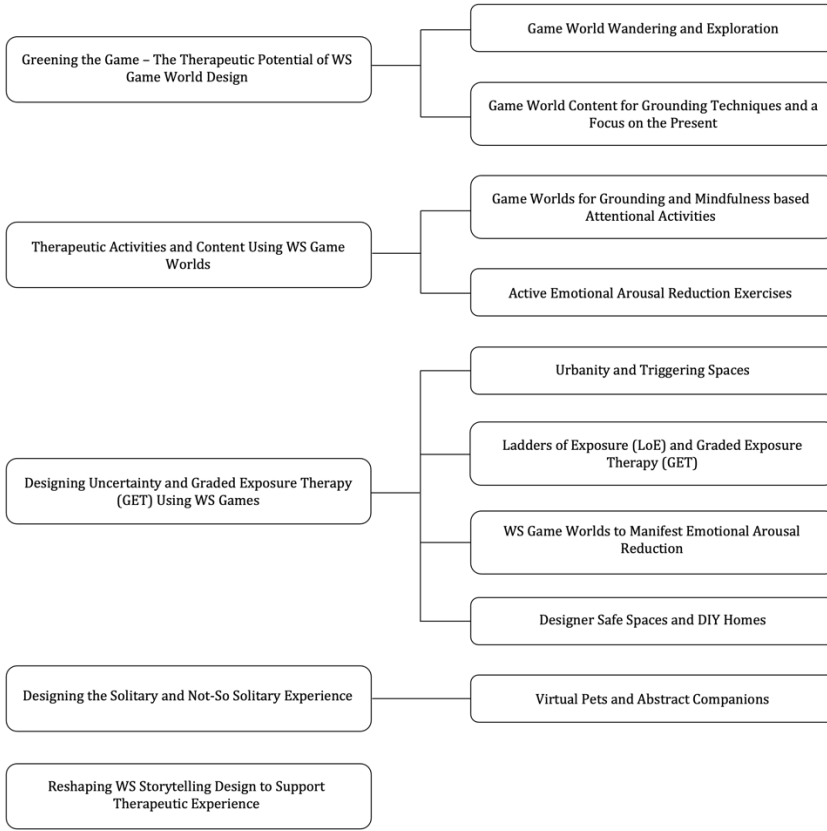 Greening the Game – The Therapeutic Potential of WS
Game World Design
Game World Wandering and Exploration
Game World Content for Grounding Techniques and a
Focus on the Present
Therapeutic Activities and Content Using WS Game
Worlds
Game Worlds for Grounding and Mindfulness based
Attentional Activities
Active Emotional Arousal Reduction Exercises
Designing Uncertainty and Graded Exposure Therapy
(GET) Using WS Games
Urbanity and Triggering Spaces
Ladders of Exposure (LoE) and Graded Exposure
Therapy (GET)
WS Game Worlds to Manifest Emotional Arousal
Reduction
Designer Safe Spaces and DIY Homes
Designing the Solitary and Not-So Solitary Experience
Virtual Pets and Abstract Companions
Reshaping WS Storytelling Design to Support
Therapeutic Experience